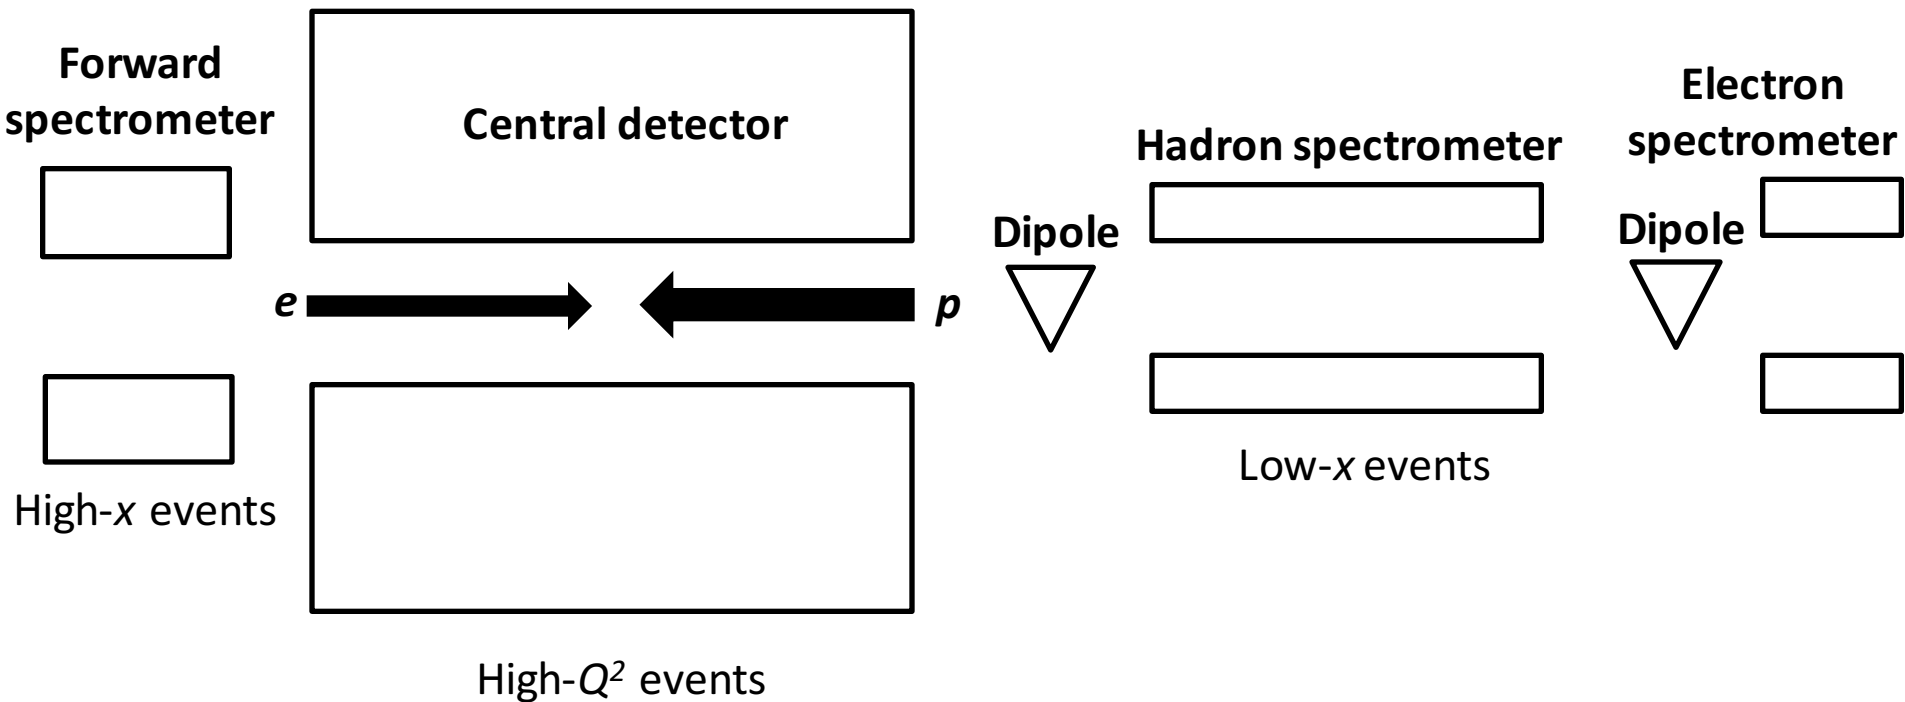 Forward
spectrometer
High-x events
Central detector
e
p
High-Q² events
Dipole
Hadron spectrometer
Low-x events
Dipole
Electron
spectrometer